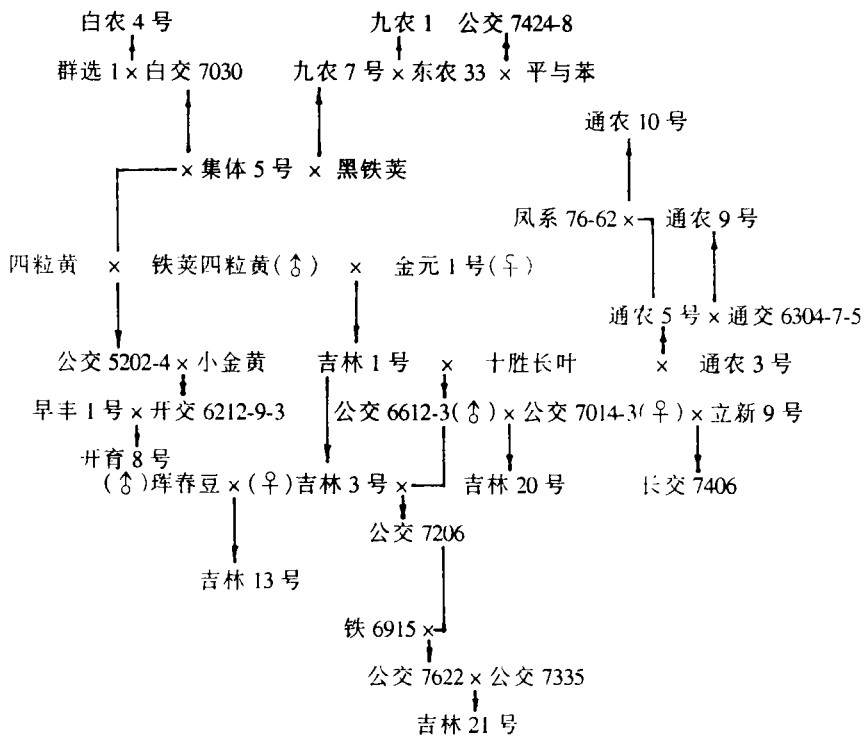 白农 4 号 九农 1 公交 7424-8
群选 1 × 白交 7030 九农 7 号 × 东农 33 × 平与笨
通农 10 号
× 集体 5 号 × 黑铁荚
凤系 76-62 × 通农 9 号
四粒黄 × 铁荚四粒黄(♂) × 金元 1 号(♀)
通农 5 号 × 通交 6304-7-5
公交 5202-4 × 小金黄 吉林 1 号 × 十胜长叶 × 通农 3 号
早丰 1 号 × 开交 6212-9-3 公交 6612-3(♂) × 公交 7014-3(♀) × 立新 9 号
开育 8 号
(♂)珲春豆 × (♀)吉林 3 号 × 吉林 20 号 长交 7406
公交 7206
吉林 13 号
铁 6915 ×
公交 7622 × 公交 7335
吉林 21 号